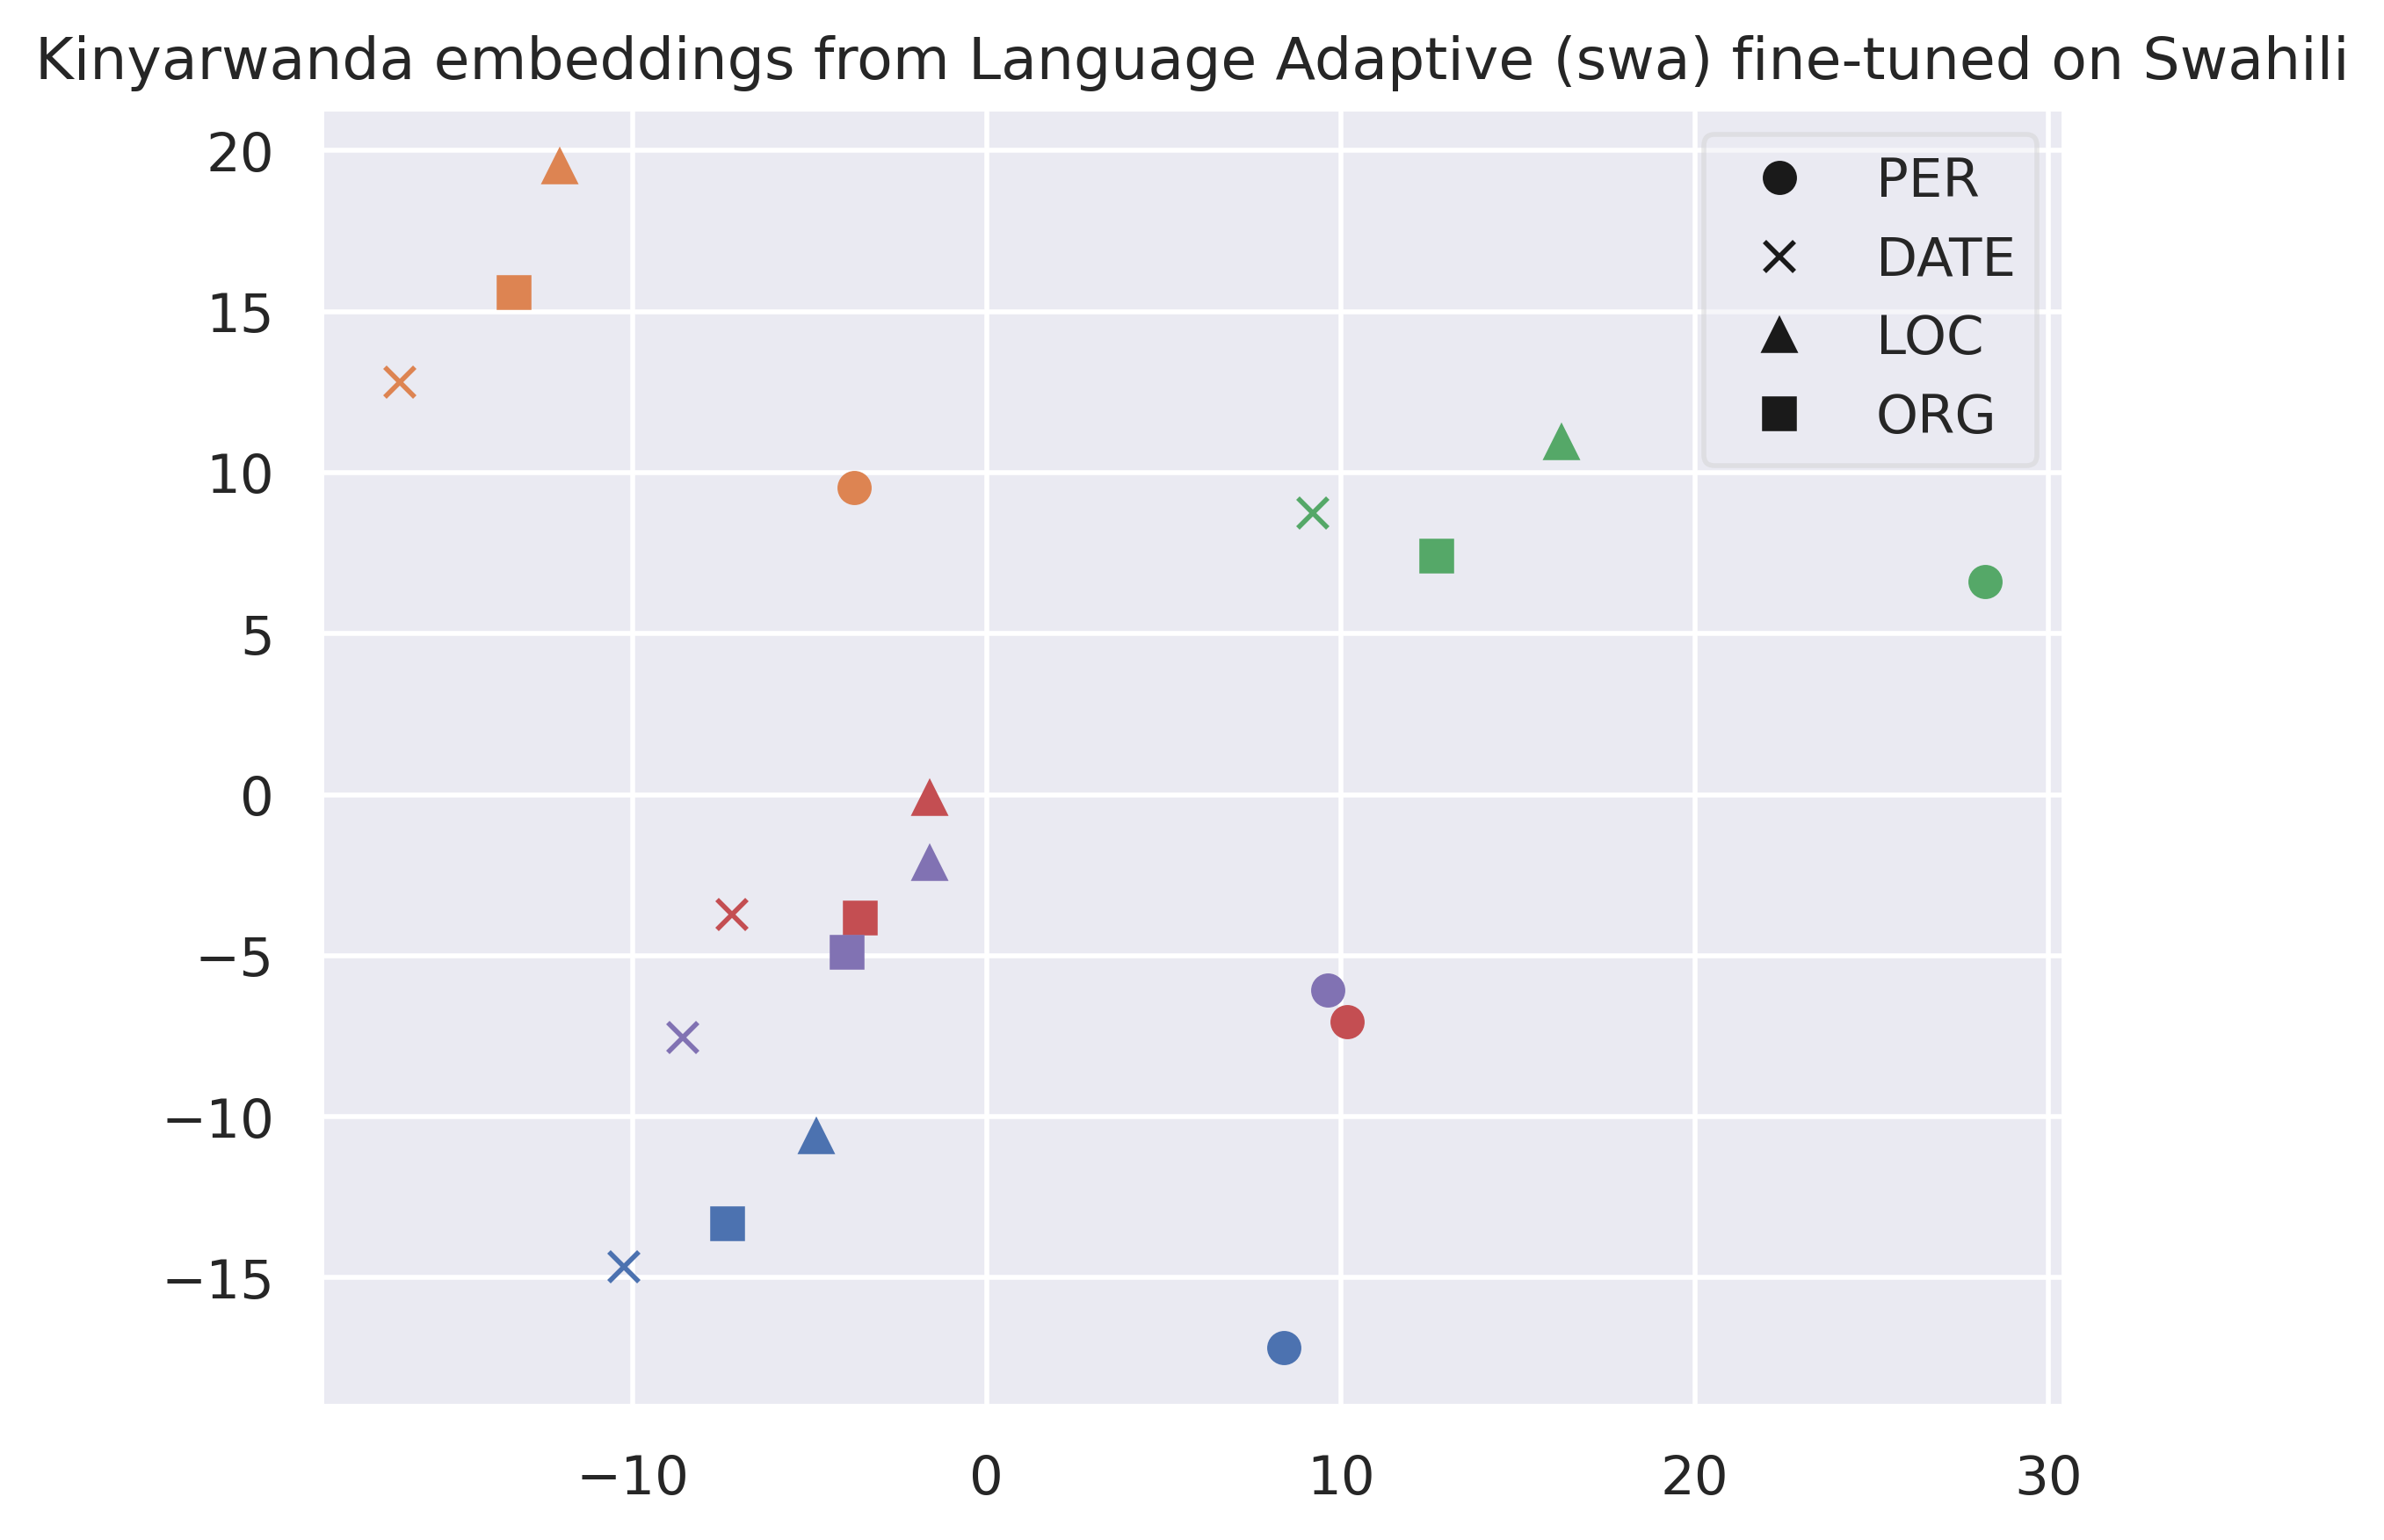 Kinyarwanda embeddings from Language Adaptive (swa) fine-tuned on Swahili
20
15
10
5
0
−5
−10
−15
−10
0
10
20
30
PER
DATE
LOC
ORG